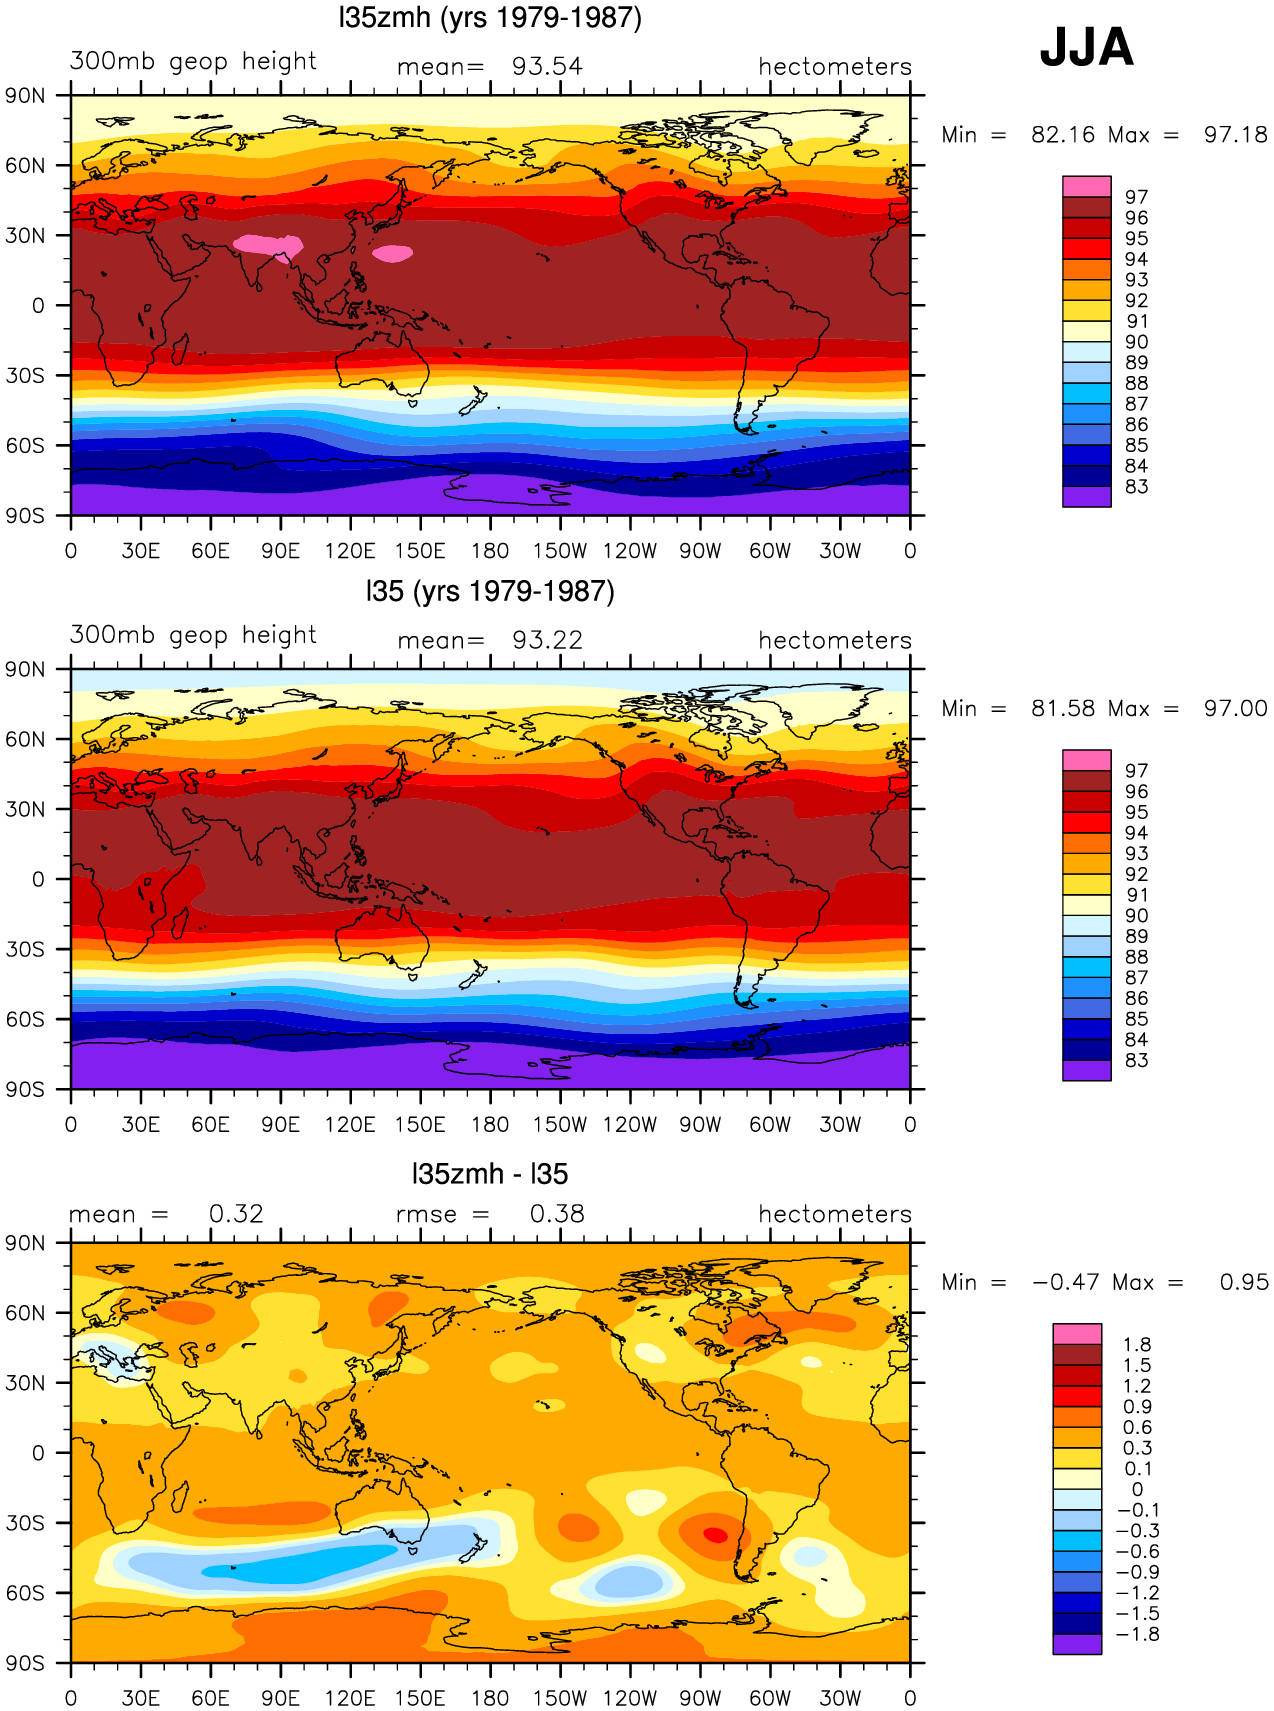 l35zmh (yrs 1979-1987)
JJA
300mb geop height mean= 93.54 hectometers
Min = 82.16 Max = 97.18
90N
60N
30N
0
30S
60S
90S
0 30E 60E 90E 120E 150E 180 150W 120W 90W 60W 30W 0
97
96
95
94
93
92
91
90
89
88
87
86
85
84
83
l35 (yrs 1979-1987)
300mb geop height mean= 93.22 hectometers
Min = 81.58 Max = 97.00
90N
60N
30N
0
30S
60S
90S
0 30E 60E 90E 120E 150E 180 150W 120W 90W 60W 30W 0
97
96
95
94
93
92
91
90
89
88
87
86
85
84
83
l35zmh - l35
mean = 0.32 rmse = 0.38 hectometers
Min = -0.47 Max = 0.95
90N
60N
30N
0
30S
60S
90S
0 30E 60E 90E 120E 150E 180 150W 120W 90W 60W 30W 0
1.8
1.5
1.2
0.9
0.6
0.3
0.1
0
-0.1
-0.3
-0.6
-0.9
-1.2
-1.5
-1.8